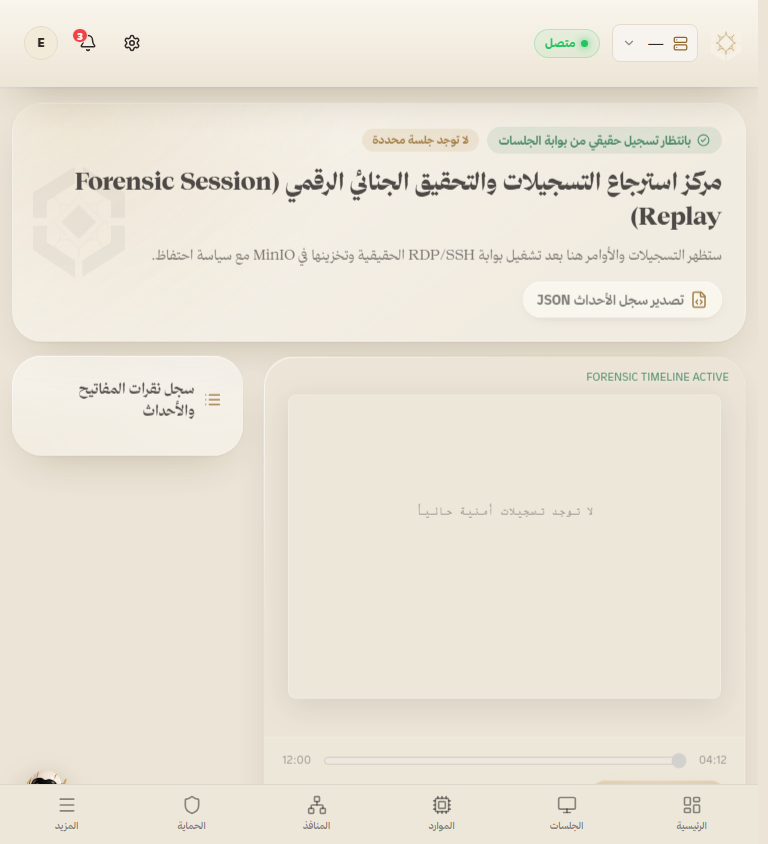 متصل
—
3
E
بانتظار تسجيل حقيقي من بوابة الجلسات
لا توجد جلسة محددة
مركز استرجاع التسجيلات والتحقيق الجنائي الرقمي (Forensic Session
Replay)
ستظهر التسجيلات والأوامر هنا بعد تشغيل بوابة RDP/SSH الحقيقية وتخزينها في MinIO مع سياسة احتفاظ.
تصدير سجل الأحداث JSON
FORENSIC TIMELINE ACTIVE
لا توجد تسجيلات أمنية حالياً
04:12
12:00
سجل نقرات المفاتيح
والأحداث
الرئيسية
الجلسات
الموارد
المنافذ
الحماية
المزيد